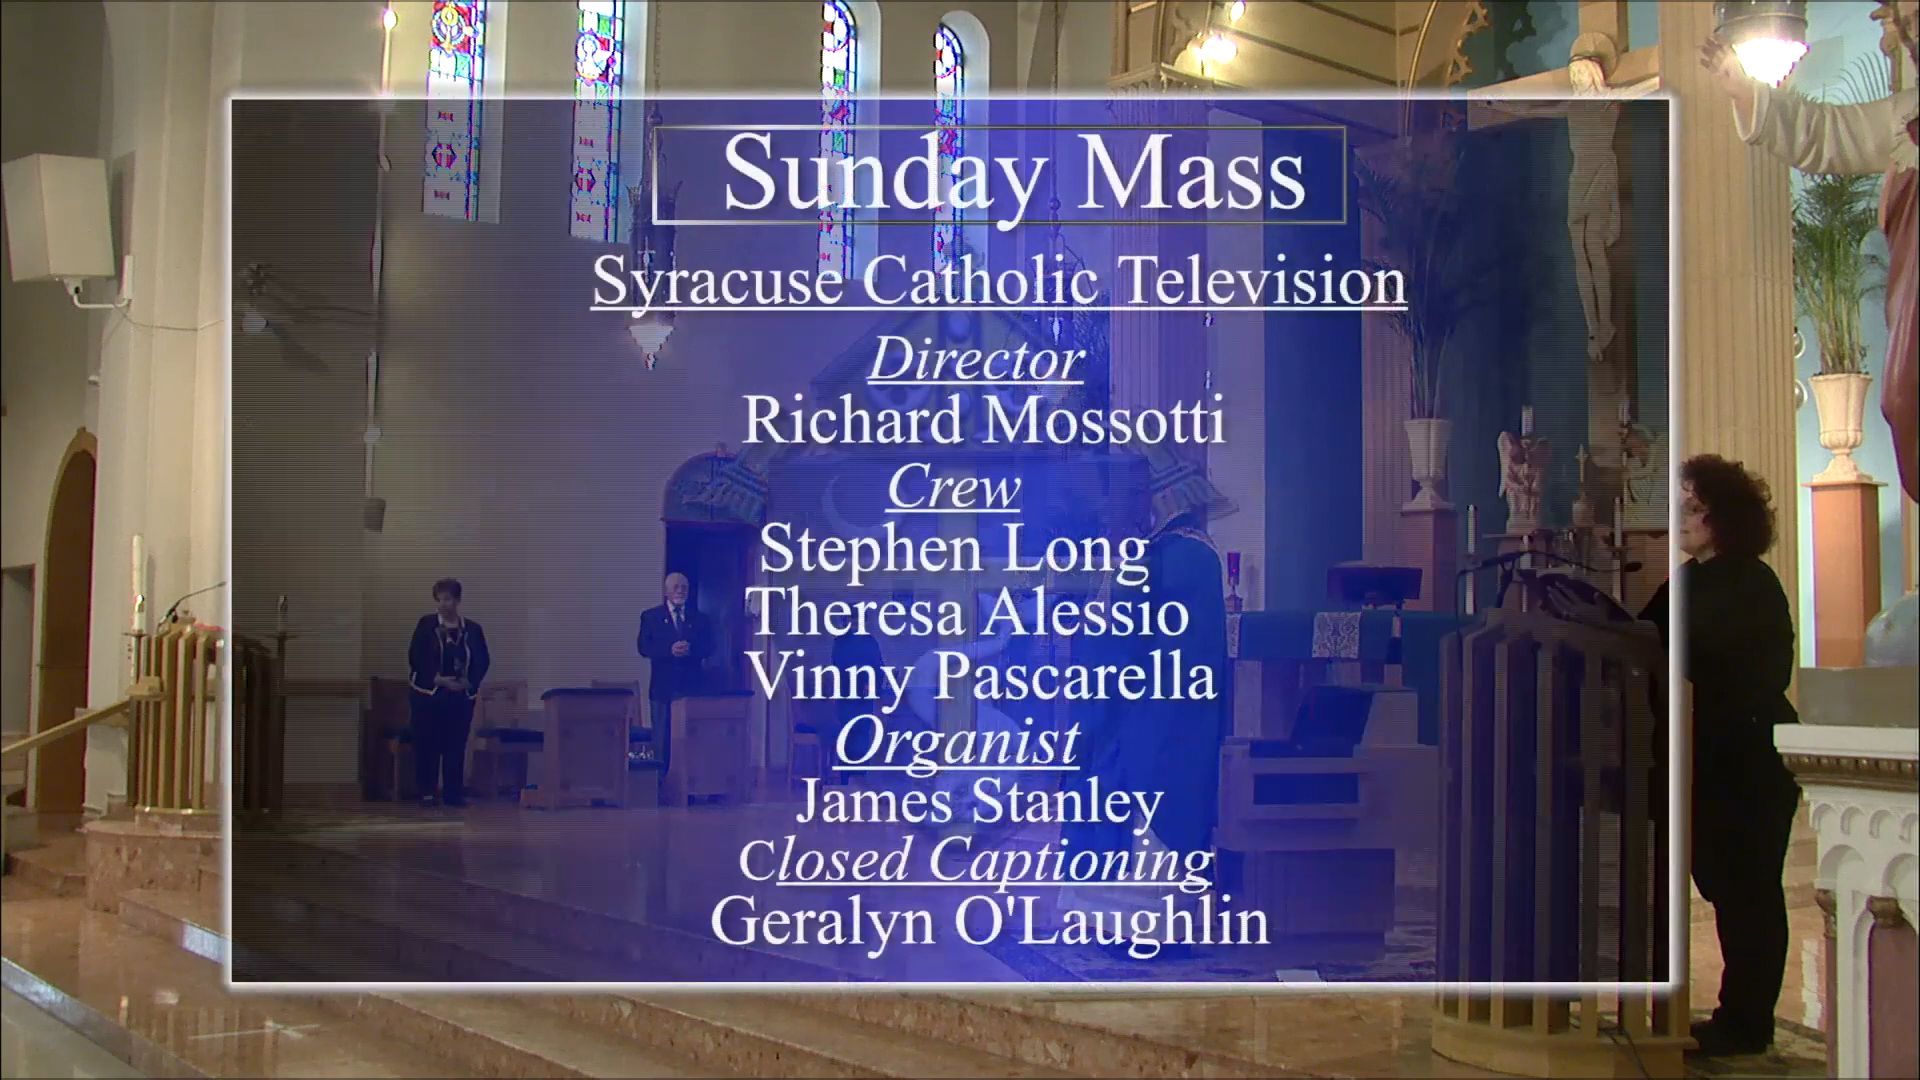 Sunday Mass
Syracuse Catholic Television
Director
Richard Mossotti
Crew
Stephen Long
Theresa Alessio
Vinny Pascarella
Organist
James Stanley
Closed Captioning
Geralyn O'Laughlin